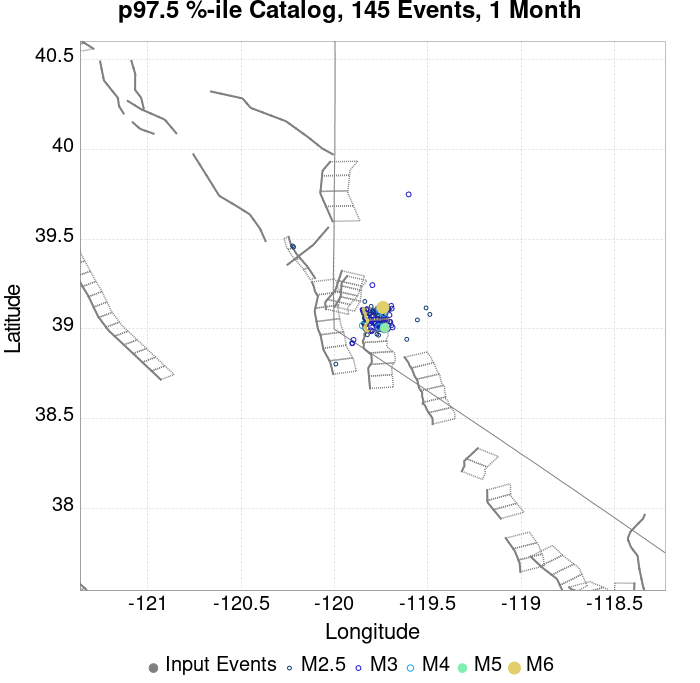 p97.5 %-ile Catalog, 145 Events, 1 Month
40.5
40
39.5
39
38.5
38
Latitude
-121
-120.5
-120
-119.5
-119
-118.5
Longitude
Input Events
M2.5
M3
M4
M5
M6